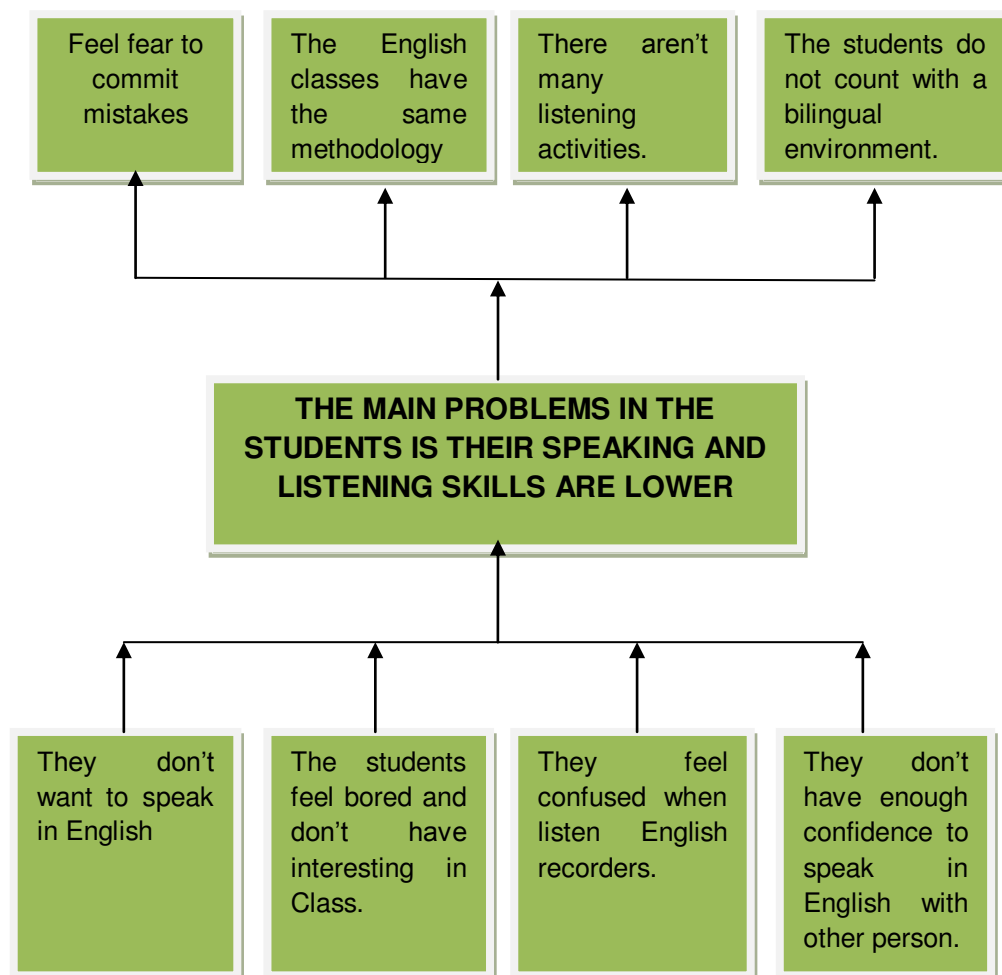 Feel fear to
commit
mistakes
The English
classes have
the same
methodology
There aren't
many
listening
activities.
The students do
not count with a
bilingual
environment.
THE MAIN PROBLEMS IN THE
STUDENTS IS THEIR SPEAKING AND
LISTENING SKILLS ARE LOWER
They don't
want to speak
in English
The students
feel bored and
don't have
interesting in
Class.
They feel
confused when
listen English
recorders.
They don't
have enough
confidence to
speak in
English with
other person.